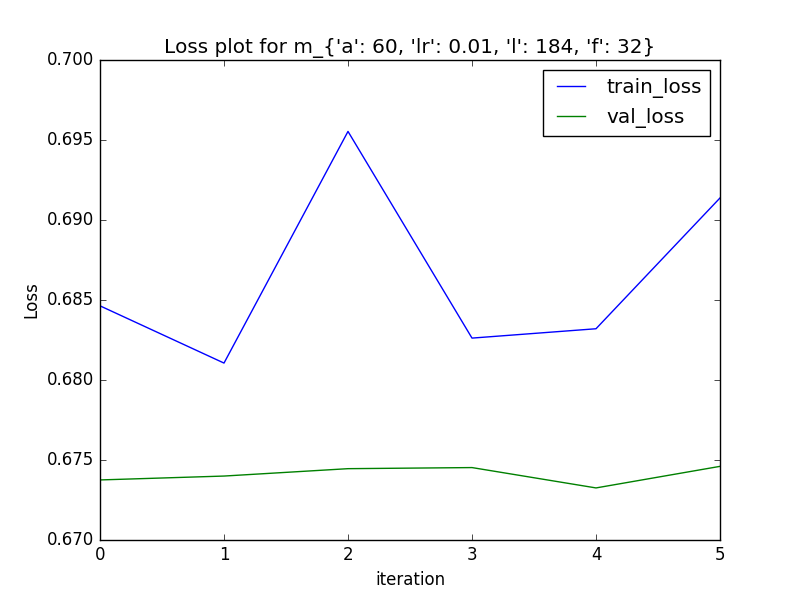 Loss plot for m_{'a': 60, 'lr': 0.01, 'l': 184, 'f': 32}
0.700
0.695
0.690
0.685
0.680
0.675
0.670
Loss
train_loss
val_loss
0 1 2 3 4 5
iteration